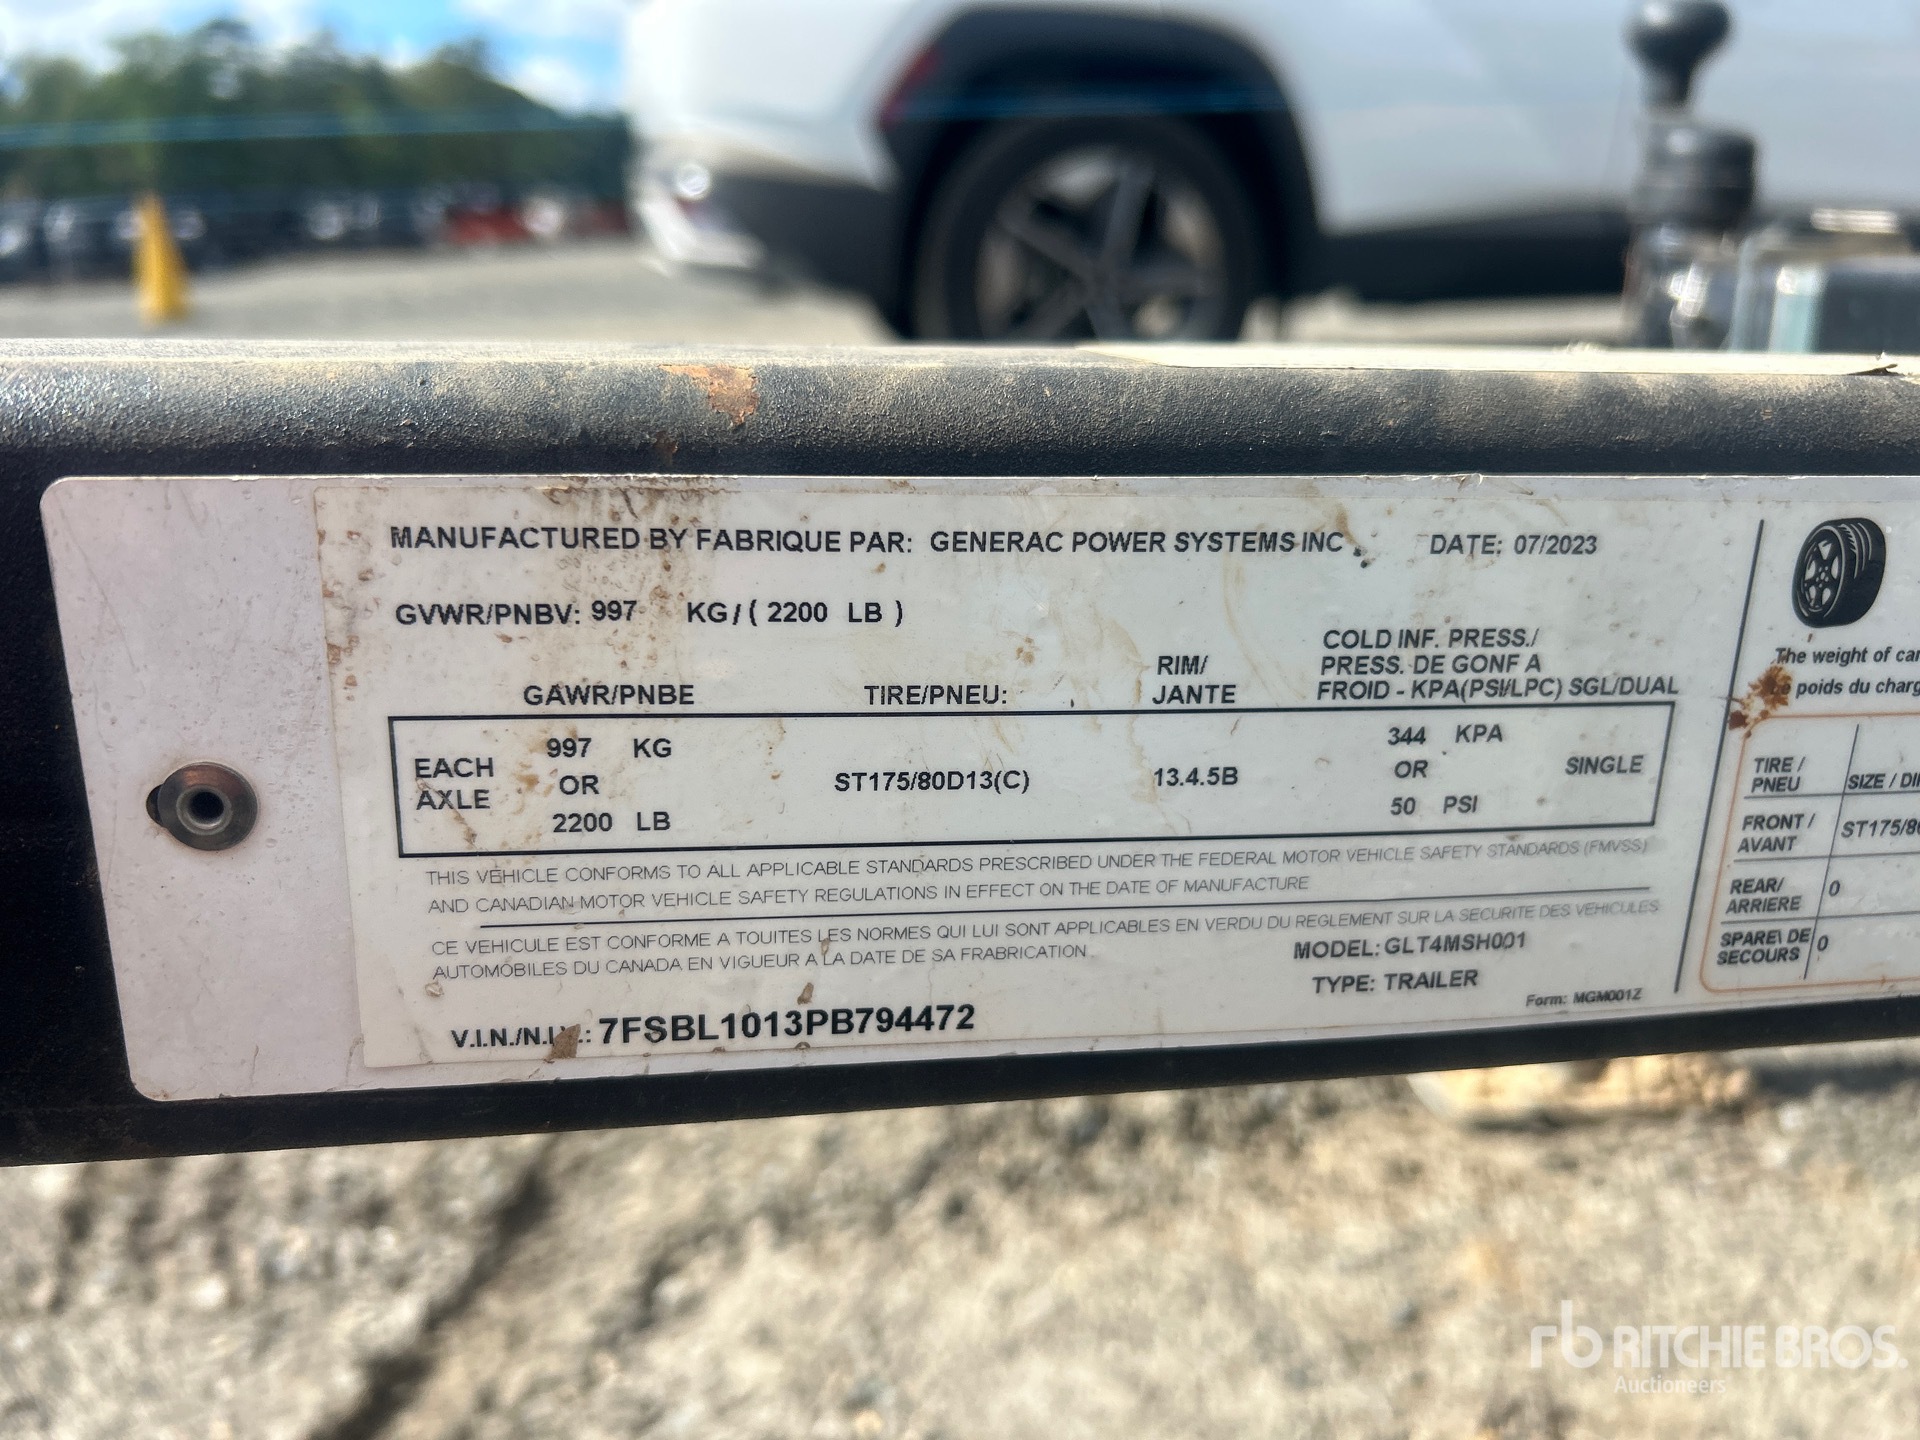 MANUFACTURED BY FABRIQUE PAR: GENERAC POWER SYSTEMS INC. DATE: 07/2023
GVWR/PNBV: 997 KG / ( 2200 LB )
GAWR/PNBE TIRE/PNEU: RIM/ JANTE COLD INF. PRESS./ PRESS. DE GONF A FROID - KPA(PSI/LPC) SGL/DUAL
EACH AXLE 997 KG OR 2200 LB ST175/80D13(C) 13.4.5B 344 KPA OR 50 PSI SINGLE
THIS VEHICLE CONFORMS TO ALL APPLICABLE STANDARDS PRESCRIBED UNDER THE FEDERAL MOTOR VEHICLE SAFETY STANDARDS (FMVSS)
AND CANADIAN MOTOR VEHICLE SAFETY REGULATIONS IN EFFECT ON THE DATE OF MANUFACTURE
CE VEHICULE EST CONFORME A TOUITES LES NORMES QUI LUI SONT APPLICABLES EN VERDU DU REGLEMENT SUR LA SECURITE DES VEHICULES
AUTOMOBILES DU CANADA EN VIGUEUR A LA DATE DE SA FRABRICATION.
MODEL: GLT4MSH001
TYPE: TRAILER
V.I.N./N.I.V.: 7FSBL1013PB794472
Form: MGM001Z
The weight of
poids du
TIRE / PNEU SIZE /
FRONT / AVANT
REAR/ ARRIERE 0
SPARE\ DE SECOURS 0
rb RITCHIE BROS.
Auctioneers